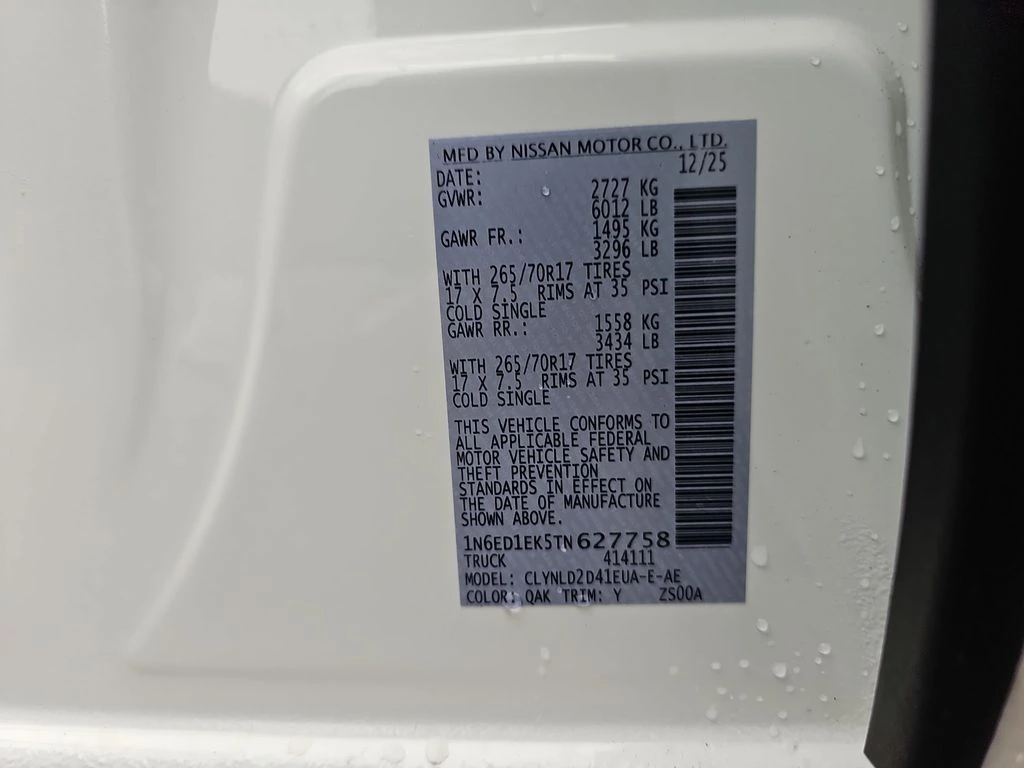 MFD BY NISSAN MOTOR CO., LTD.
DATE: 12/25
GVWR: 2727 KG
6012 LB
GAWR FR.: 1495 KG
3296 LB
WITH 265/70R17 TIRES
17 X 7.5 RIMS AT 35 PSI
COLD SINGLE
GAWR RR.: 1558 KG
3434 LB
WITH 265/70R17 TIRES
17 X 7.5 RIMS AT 35 PSI
COLD SINGLE
THIS VEHICLE CONFORMS TO
ALL APPLICABLE FEDERAL
MOTOR VEHICLE SAFETY AND
THEFT PREVENTION
STANDARDS IN EFFECT ON
THE DATE OF MANUFACTURE
SHOWN ABOVE.
1N6ED1EK5TN627758
TRUCK 414111
MODEL: CLYNLD2D41EUA-E-AE
COLOR: QAK TRIM: Y ZS00A